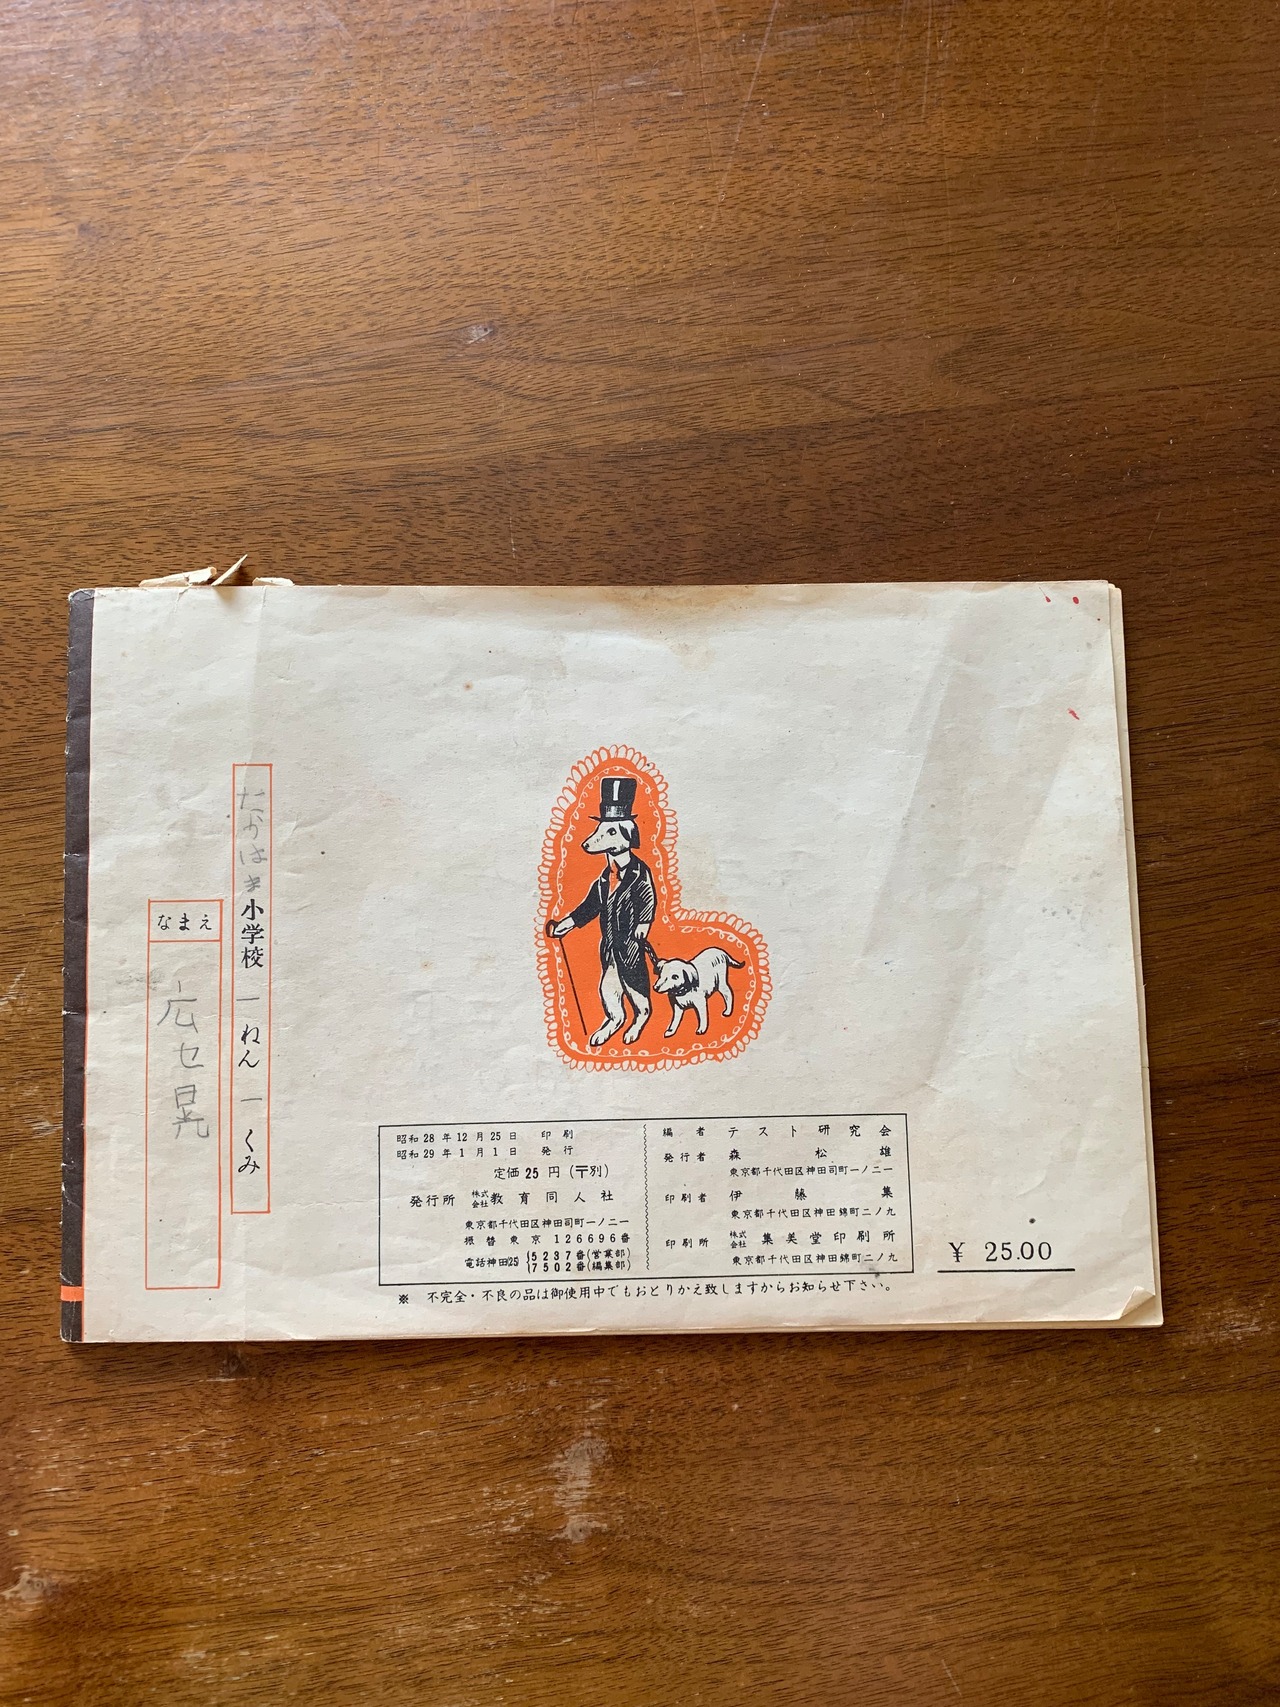 たかはま小学校 一ねん 一 くみ
なまえ
広セ晃
昭和28年12月25日 印刷
昭和29年1月1日 発行
定価25円(〒別)
発行所 株式会社 教育同人社
東京都千代田区神田司町一ノ二一
振替東京126696番
電話神田25 {5237番(営業部)
7502番(編集部)
編者 テスト研究会
発行者 森松雄
東京都千代田区神田司町一ノ二一
印刷者 伊藤集
東京都千代田区神田錦町二ノ九
印刷所 株式会社 集美堂印刷所
東京都千代田区神田錦町二ノ九
※ 不完全・不良の品は御使用中でもおとりかえ致しますからお知らせ下さい。
¥ 25.00